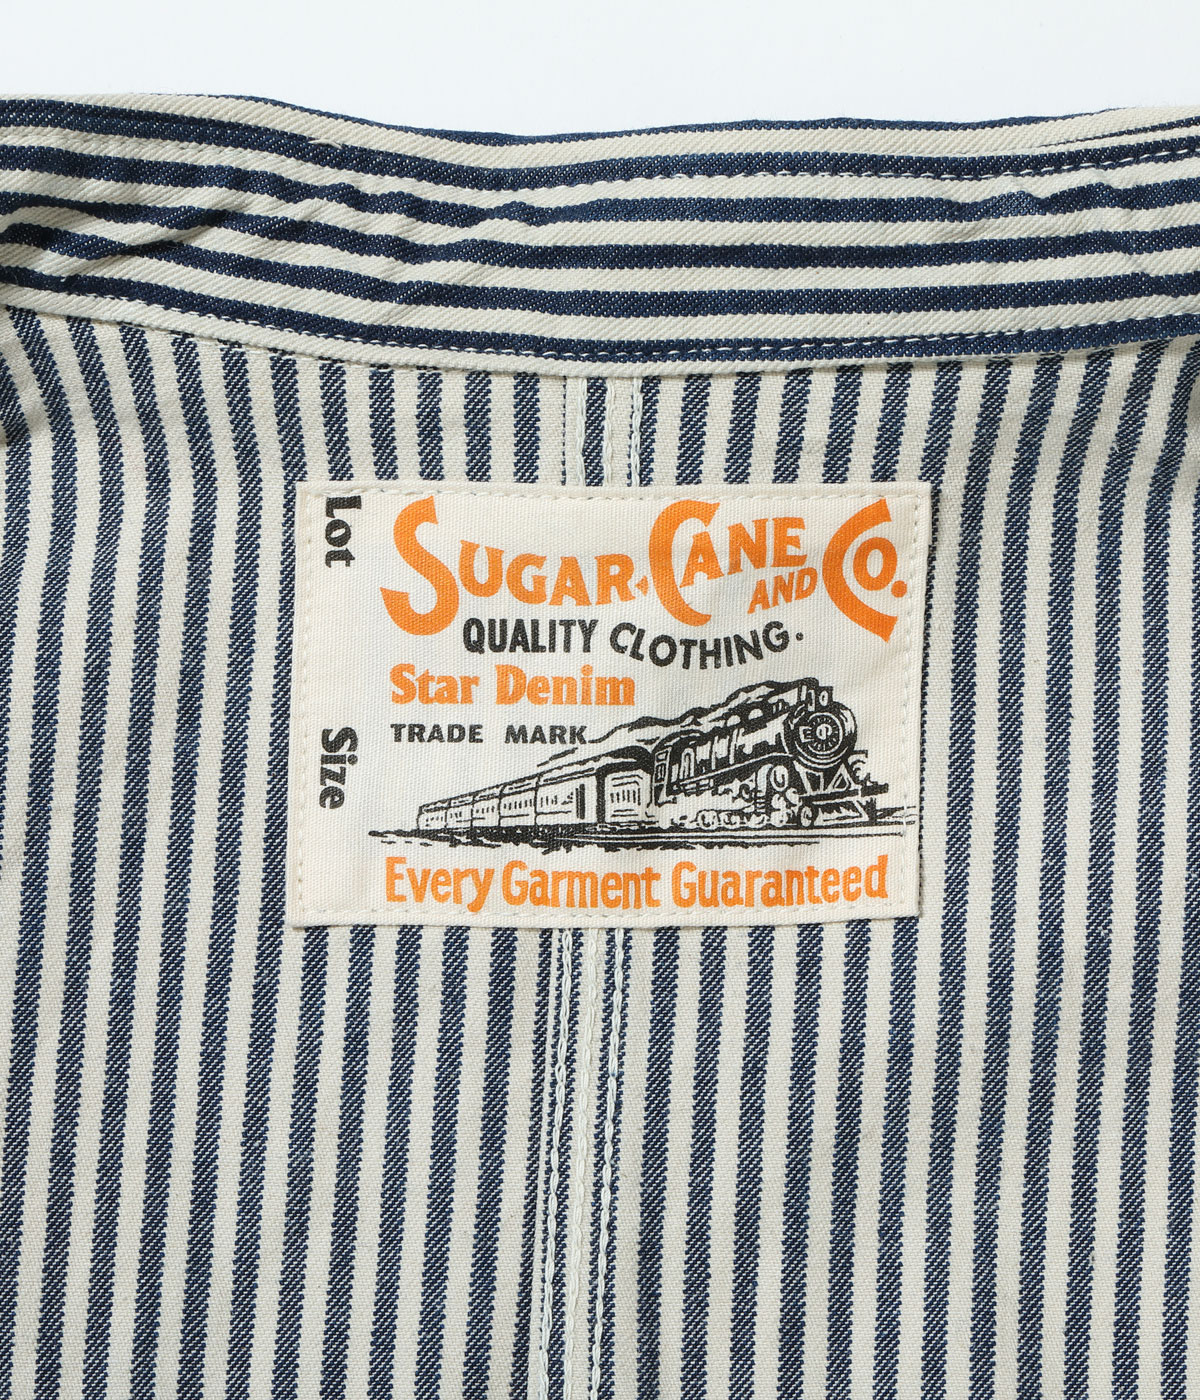 Lot
Size
SUGAR CANE AND CO.
QUALITY CLOTHING.
Star Denim
TRADE MARK
Every Garment Guaranteed